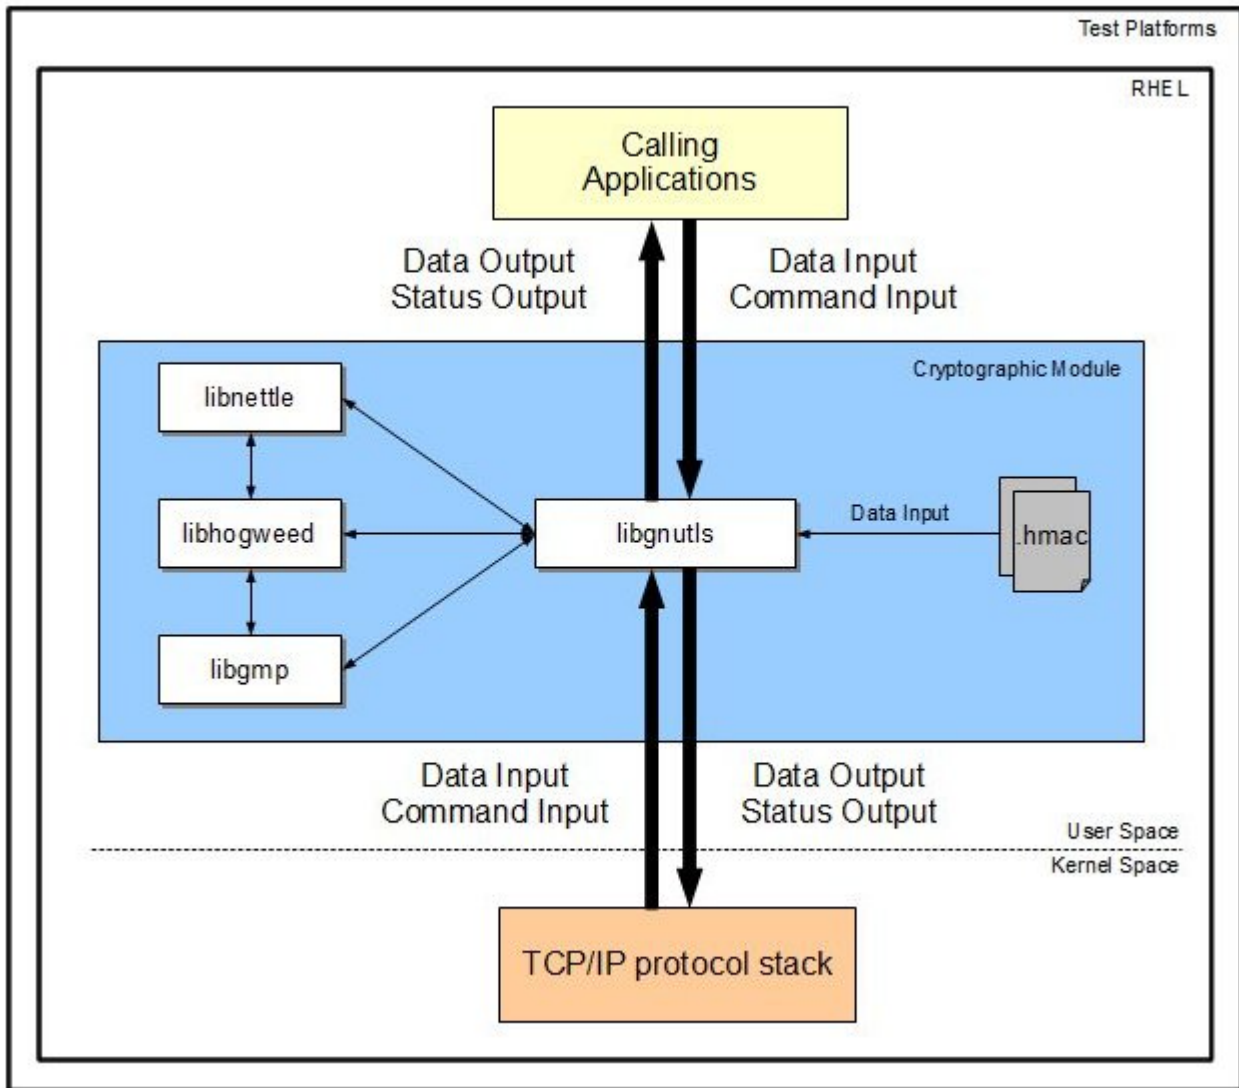 Test Platforms
RHEL
Calling
Applications
Data Output
Status Output
Data Input
Command Input
Cryptographic Module
libnettle
libhogweed
libgnutls
Data Input
.hmac
libgmp
Data Input
Command Input
Data Output
Status Output
User Space
Kernel Space
TCP/IP protocol stack